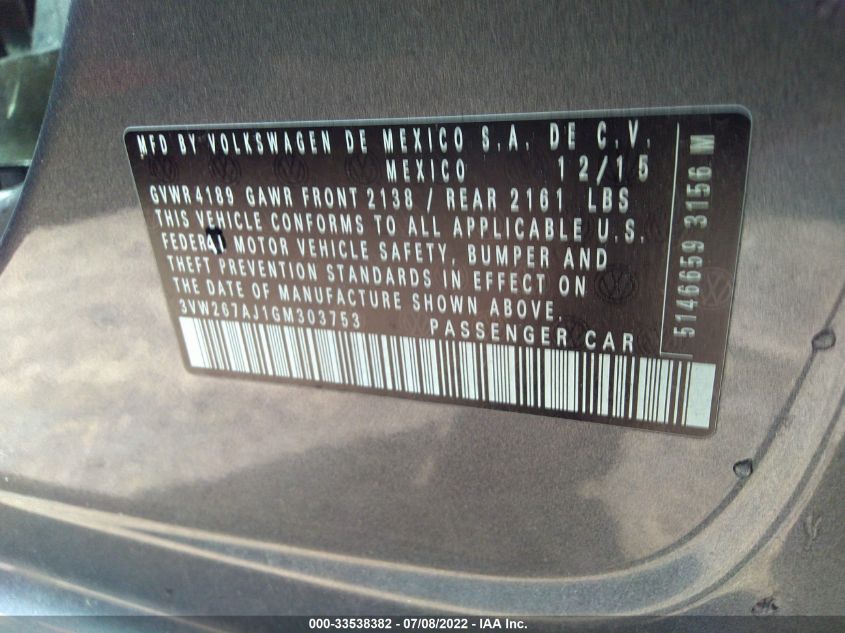 MFD BY VOLKSWAGEN DE MEXICO S.A. DE C.V.
MEXICO 12/15
GVWR4189 GAWR FRONT 2138 / REAR 2161 LBS
THIS VEHICLE CONFORMS TO ALL APPLICABLE U.S.
FEDERAL MOTOR VEHICLE SAFETY, BUMPER AND
THEFT PREVENTION STANDARDS IN EFFECT ON
THE DATE OF MANUFACTURE SHOWN ABOVE.
3VW267AJ1GM303753 PASSENGER CAR
5146659 3156 M
000-33538382 - 07/08/2022 - IAA Inc.